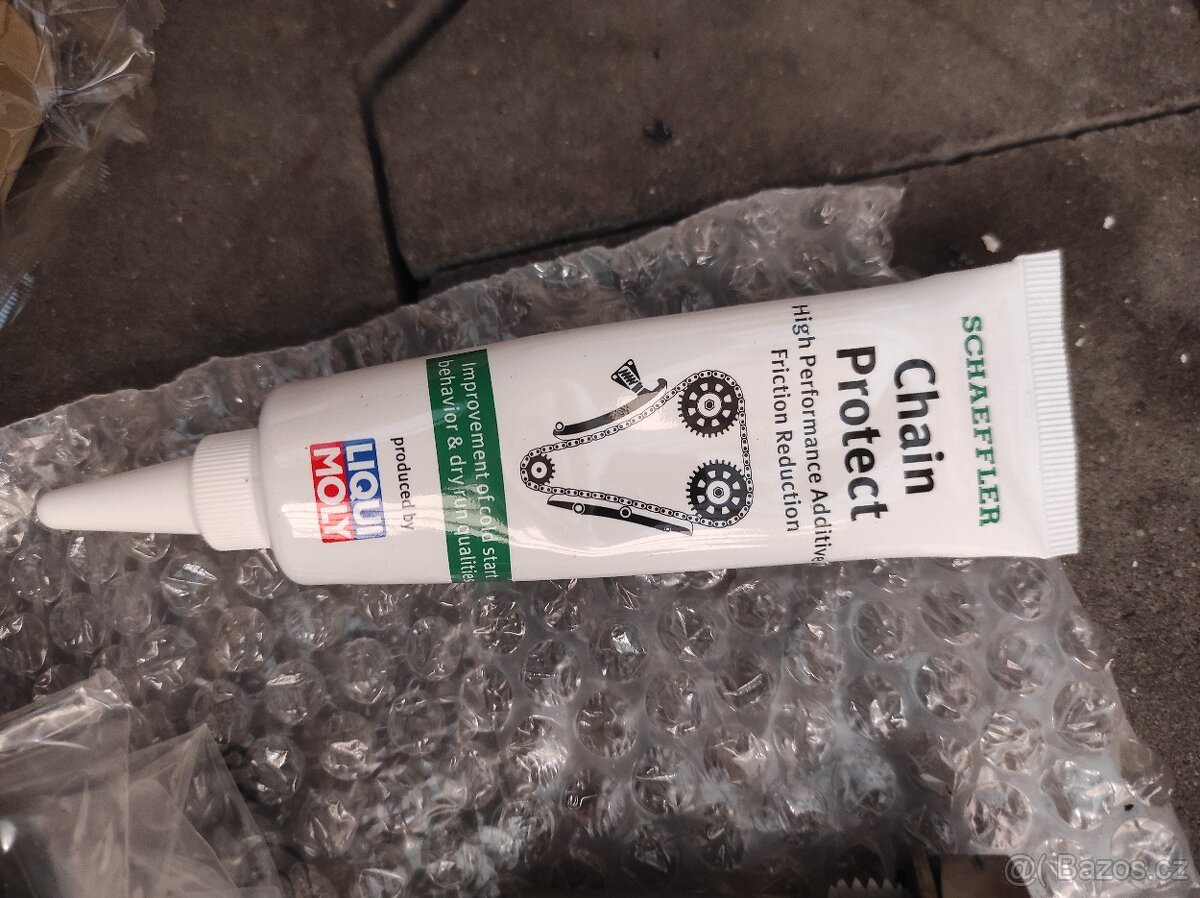 SCHAEFFLER
Chain
Protect
High Performance Additive
Friction Reduction
Improvement of cold start
behavior & dry run qualities
produced by
LIQUI
MOLY
Bazos.cz